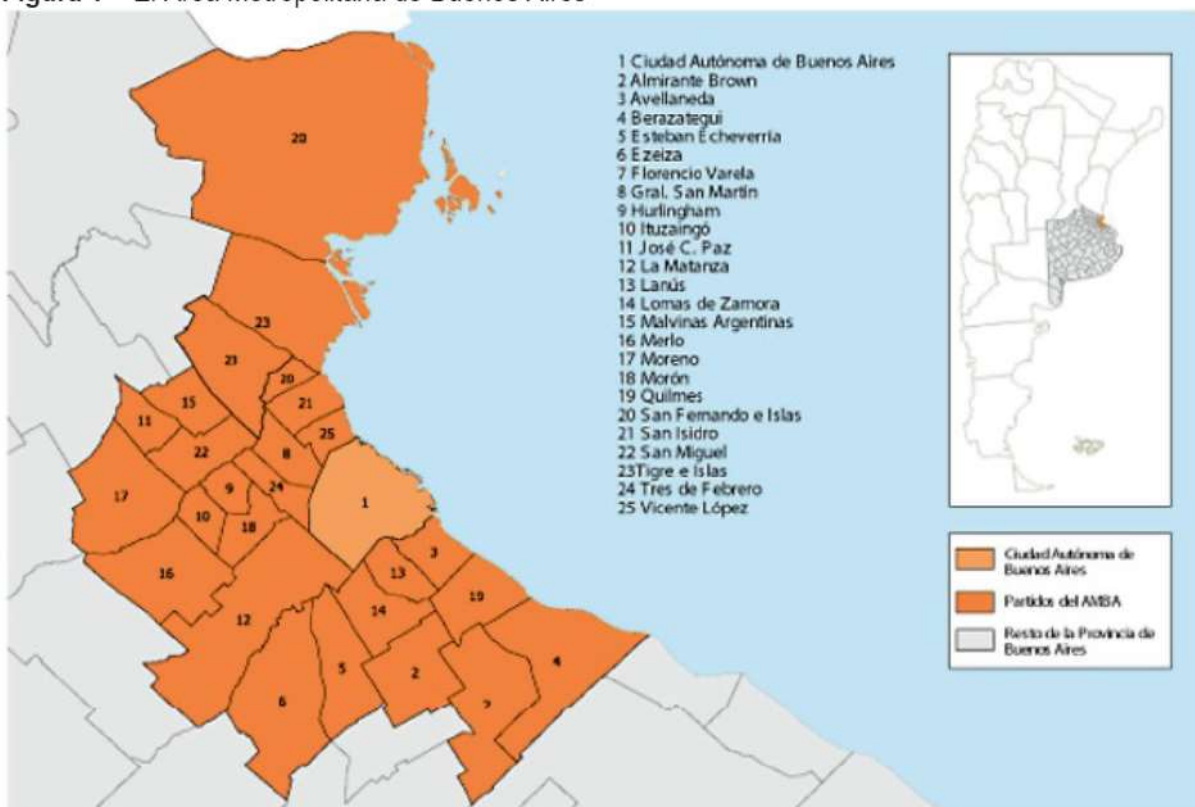 1 Ciudad Autónoma de Buenos Aires
2 Almirante Brown
3 Avellaneda
4 Berazategui
5 Esteban Echeverría
6 Ezeiza
7 Florencio Varela
8 Gral. San Martín
9 Hurlingham
10 Ituzaingó
11 José C. Paz
12 La Matanza
13 Lanús
14 Lomas de Zamora
15 Malvinas Argentinas
16 Merlo
17 Moreno
18 Morón
19 Quilmes
20 San Fernando e Islas
21 San Isidro
22 San Miguel
23Tigre e Islas
24 Tres de Febrero
25 Vicente López
Ciudad Autónoma de
Buenos Aires
Partidos del AMBA
Resto de la Provincia de
Buenos Aires
20
23
23
20
21
15
11
25
22
8
9
24
17
1
10
18
3
16
13
19
14
12
4
5
2
6
7